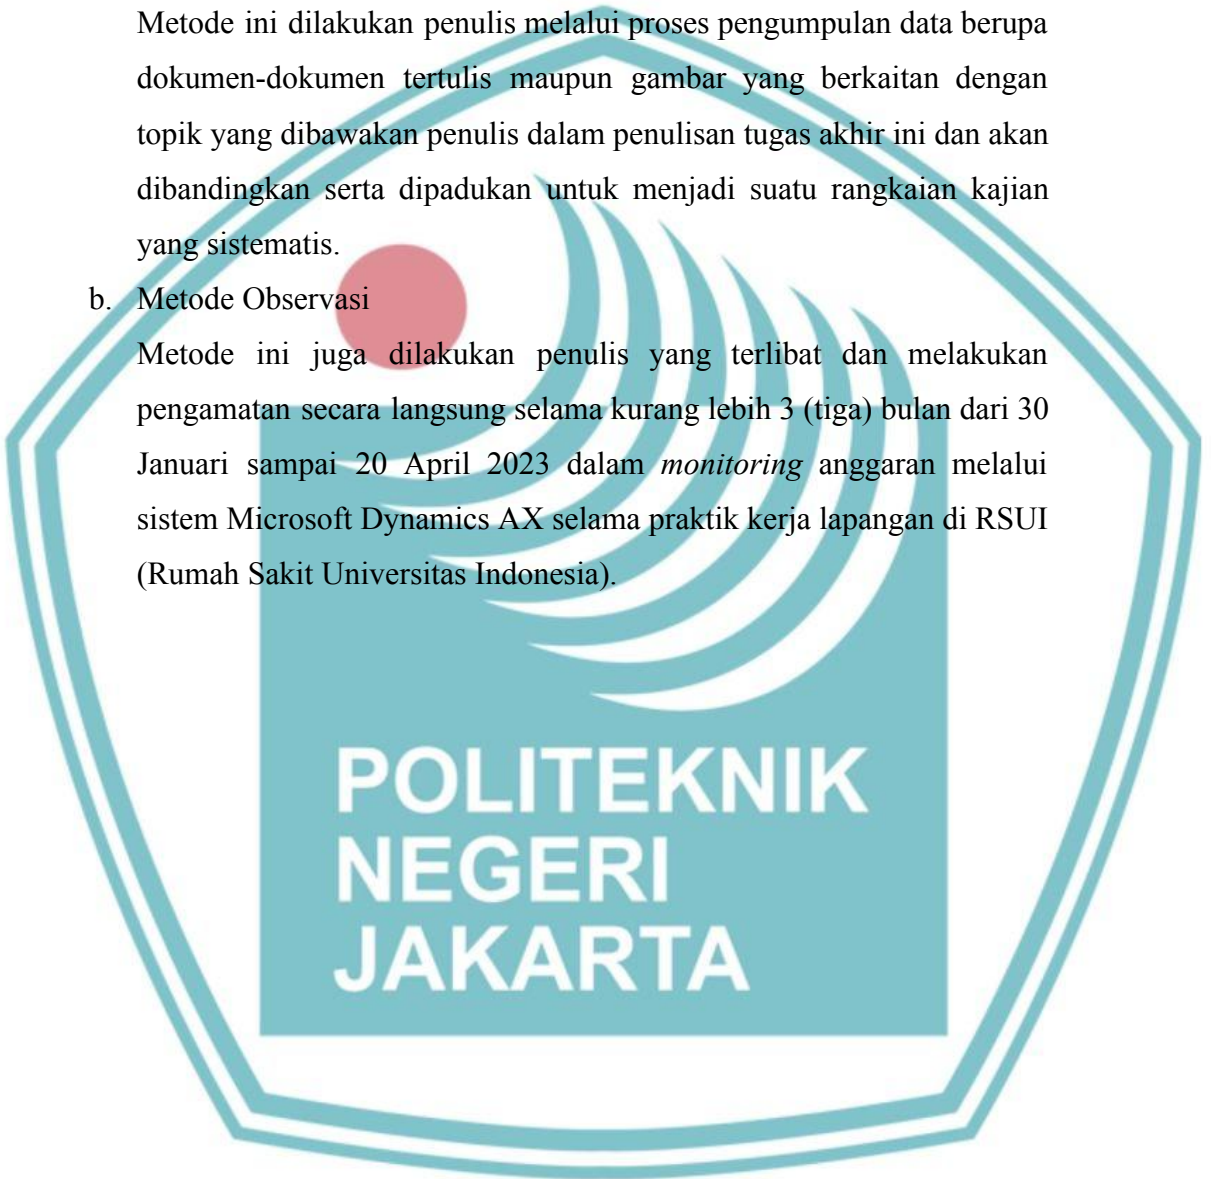 Metode ini dilakukan penulis melalui proses pengumpulan data berupa
dokumen-dokumen tertulis maupun gambar yang berkaitan dengan
topik yang dibawakan penulis dalam penulisan tugas akhir ini dan akan
dibandingkan serta dipadukan untuk menjadi suatu rangkaian kajian
yang sistematis.
b. Metode Observasi
Metode ini juga dilakukan penulis yang terlibat dan melakukan
pengamatan secara langsung selama kurang lebih 3 (tiga) bulan dari 30
Januari sampai 20 April 2023 dalam monitoring anggaran melalui
sistem Microsoft Dynamics AX selama praktik kerja lapangan di RSUI
(Rumah Sakit Universitas Indonesia).
POLITEKNIK
NEGERI
JAKARTA